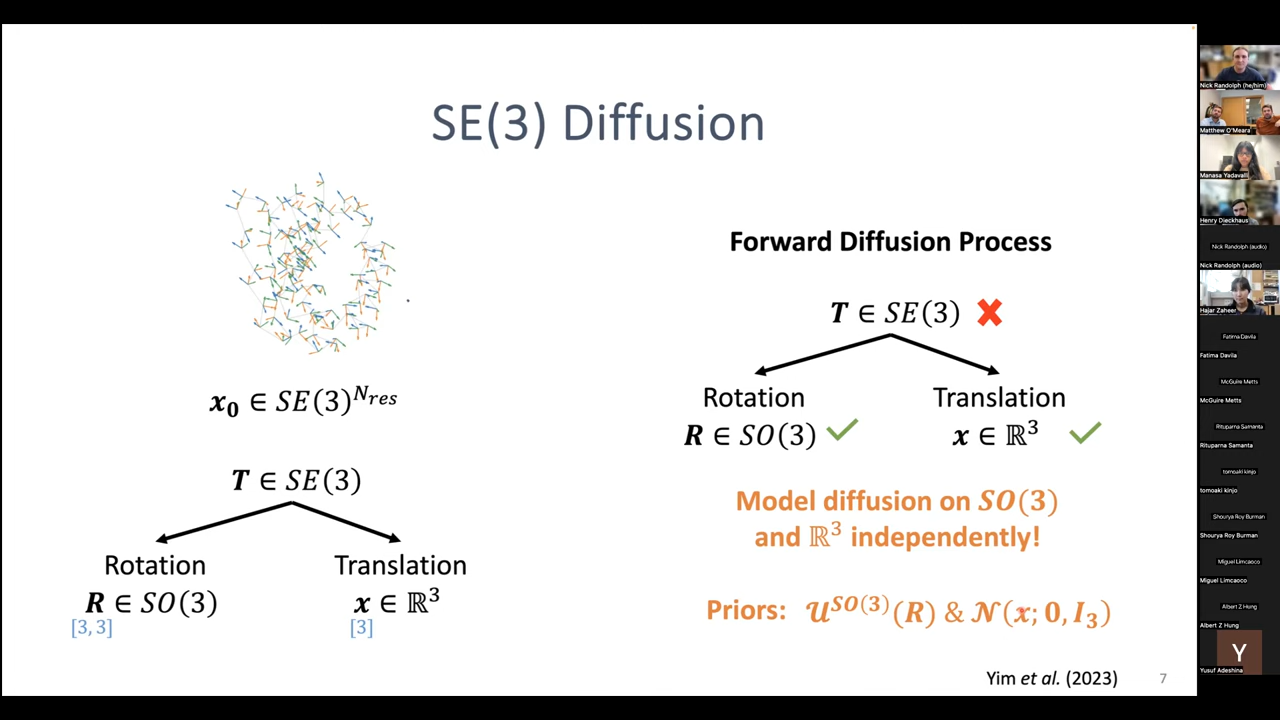 SE(3) Diffusion
𝒙₀ ∈ SE(3)^{N_{res}}
𝑻 ∈ SE(3)
Rotation
Translation
𝑹 ∈ SO(3)
𝒙 ∈ ℝ³
[3, 3]
[3]
Forward Diffusion Process
𝑻 ∈ SE(3) ✘
Rotation
Translation
𝑹 ∈ SO(3) ✓
𝒙 ∈ ℝ³ ✓
Model diffusion on SO(3)
and ℝ³ independently!
Priors: 𝒰^{SO(3)}(R) & 𝒩(x; 0, I₃)
Yim et al. (2023)
7
Nick Randolph (he/him)
Matthew O'Meara
Manasa Yadavalli
Henry Dieckhaus
Nick Randolph (audio)
Nick Randolph (audio)
Hajar Zaheer
Fatima Davila
Fatima Davila
McGuire Metts
McGuire Metts
Rituparna Samanta
Rituparna Samanta
tomoaki kinjo
tomoaki kinjo
Shourya Roy Burman
Shourya Roy Burman
Miguel Limcaoco
Miguel Limcaoco
Albert Z Hung
Albert Z Hung
Y
Yusuf Adeshina